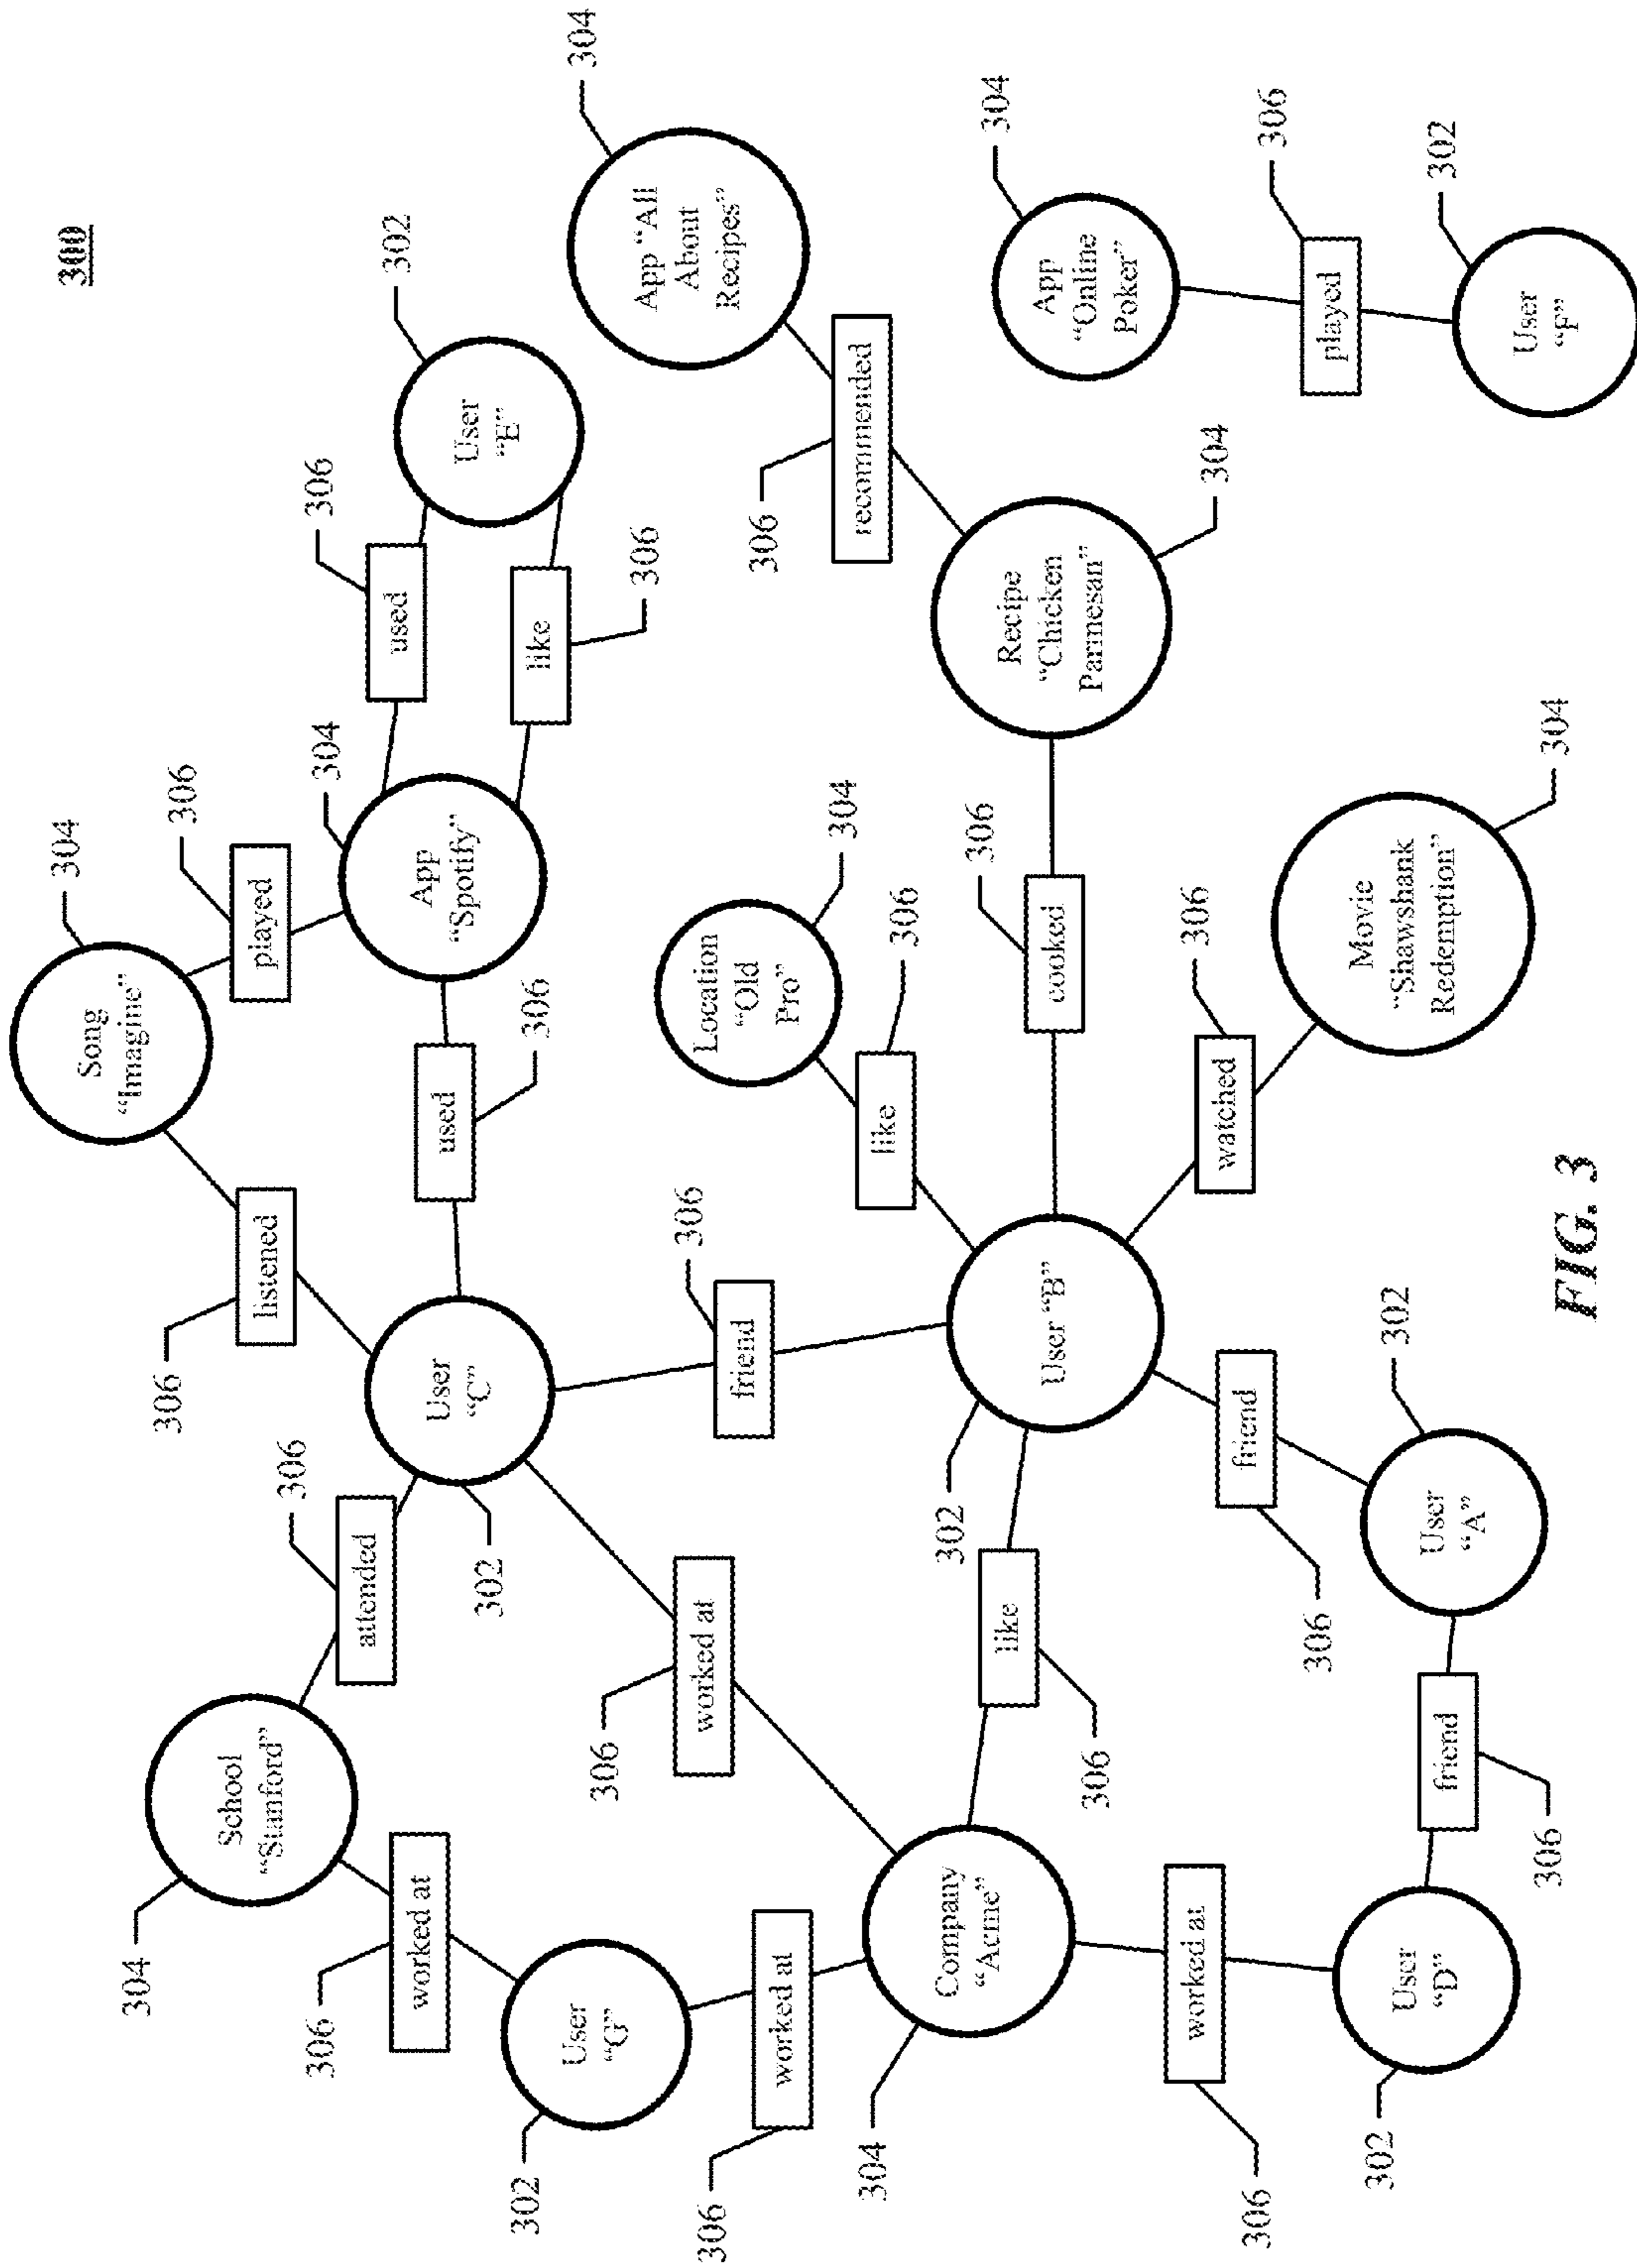 300
304
Song
"Imagine"
304
306
306
listened
306
played
School
"Stanford"
306
attended
304
302
306
worked at
306
used
302
User
"C"
306
used
App
"Spotify"
User
"E"
302
User
"G"
306
like
306
304
306
worked at
306
friend
306
worked at
Location
"Old
Pro"
304
App "All
About
Recipes"
304
306
recommended
304
Company
"Acme"
like
306
302
User "B"
like
306
cooked
306
Recipe
"Chicken
Parmesan"
304
App
"Online
Poker"
304
306
worked at
306
friend
watched
306
played
306
302
User
"D"
friend
306
User
"A"
302
Movie
"Shawshank
Redemption"
304
User
"F"
302
306
FIG. 3